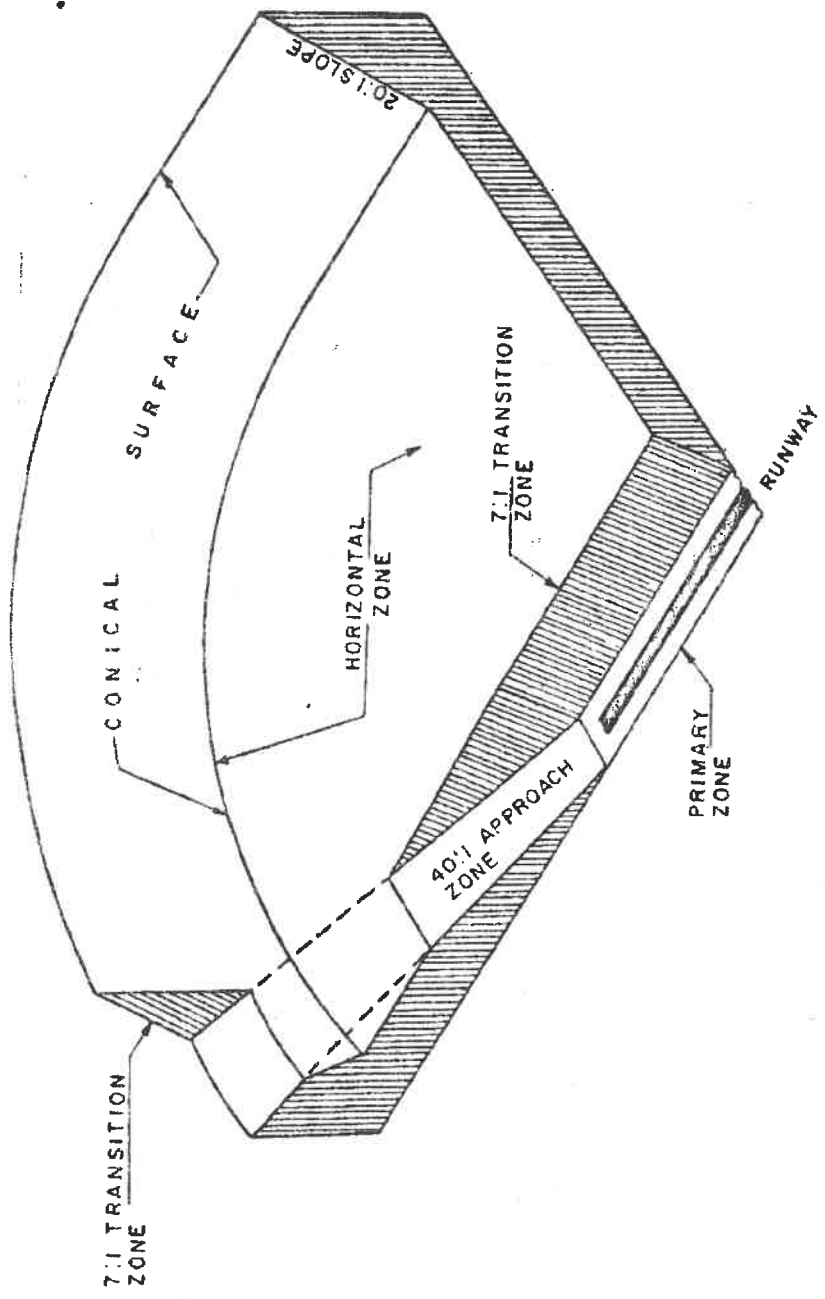 20:1 SLOPE
SURFACE
CONICAL
HORIZONTAL
ZONE
7:1 TRANSITION
ZONE
RUNWAY
PRIMARY
ZONE
40:1 APPROACH
ZONE
7:1 TRANSITION
ZONE